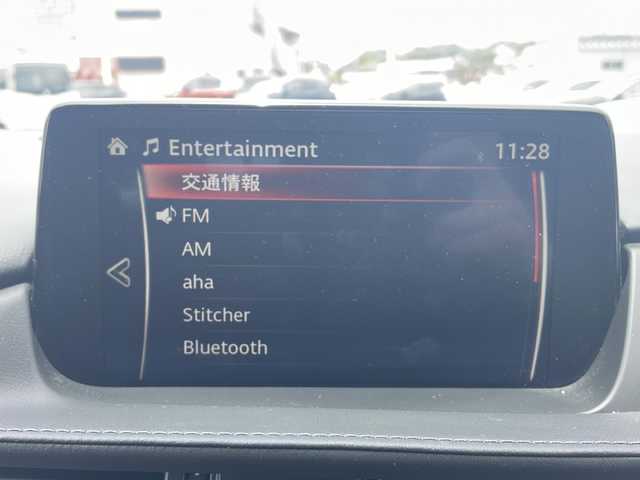 Entertainment 11:28
交通情報
FM
AM
aha
Stitcher
Bluetooth